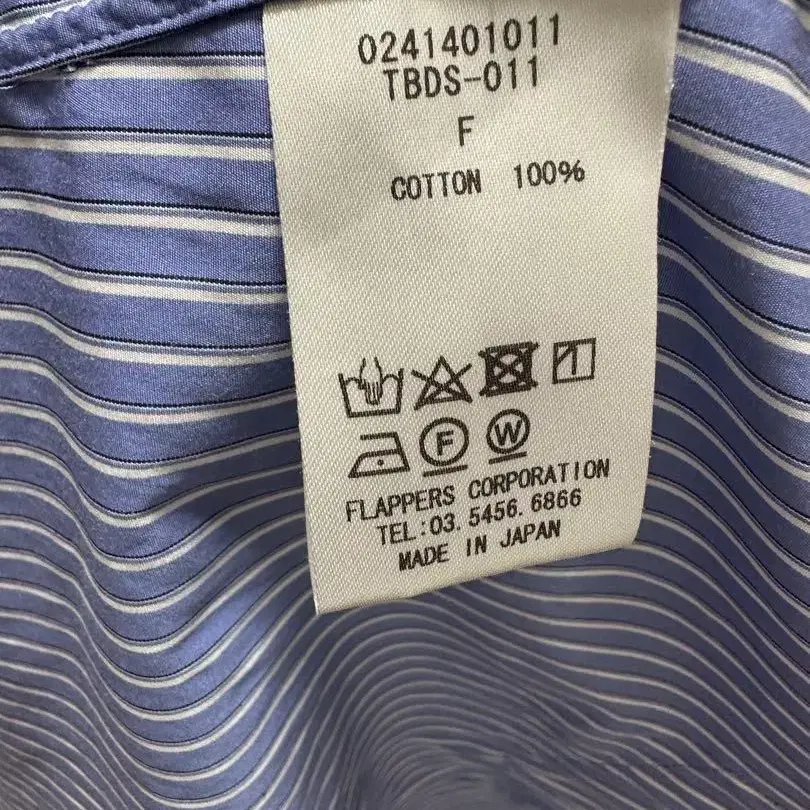 0241401011
TBDS-011
F
COTTON 100%
F W
FLAPPERS CORPORATION
TEL:03.5456.6866
MADE IN JAPAN